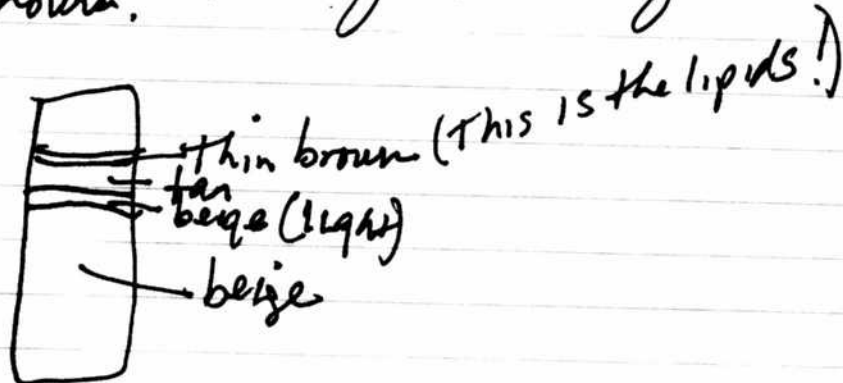 thin brown (This is the lipids!)
tan
beige (light)
beige